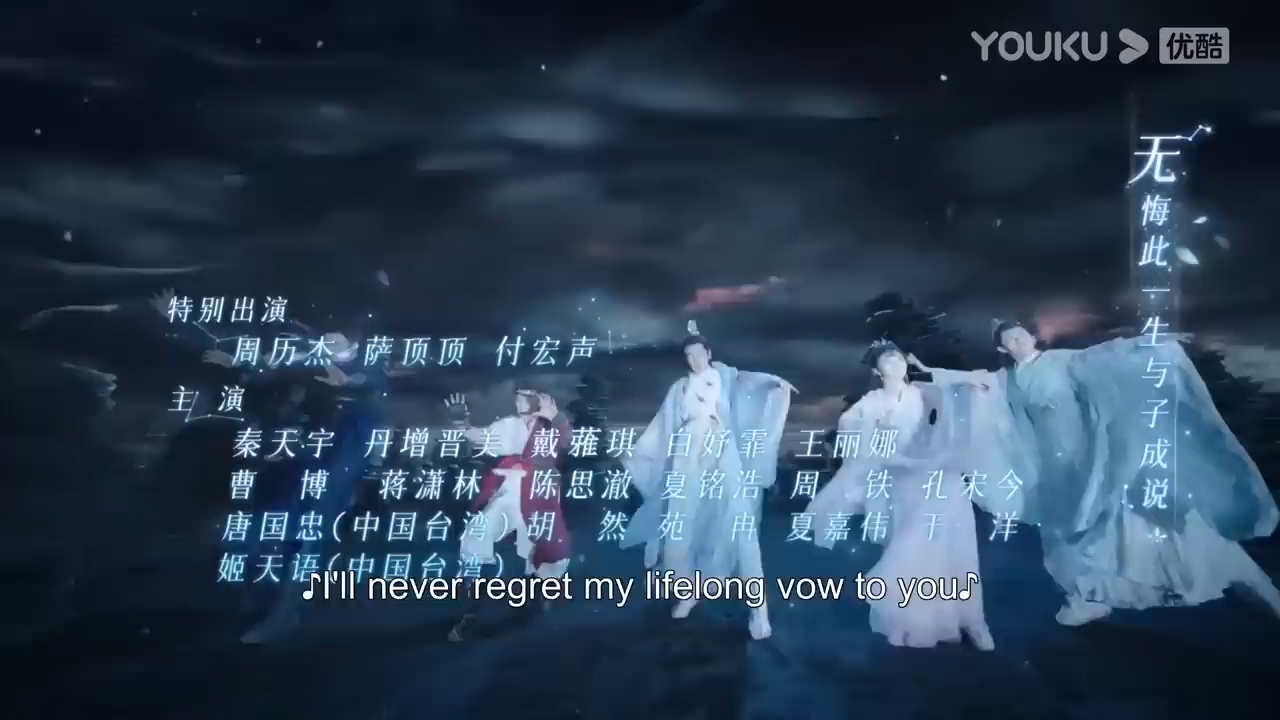 YOUKU 优酷
无悔此一生与子成说
特别出演
周历杰 萨顶顶 付宏声
主 演
秦天宇 丹增晋美 戴蕥琪 白妤霏 王丽娜
曹 博 蒋潇林 陈思澈 夏铭浩 周 铁 孔宋今
唐国忠(中国台湾) 胡 然 苑 冉 夏嘉伟 于 洋
姬天语(中国台湾)
♪I'll never regret my lifelong vow to you♪